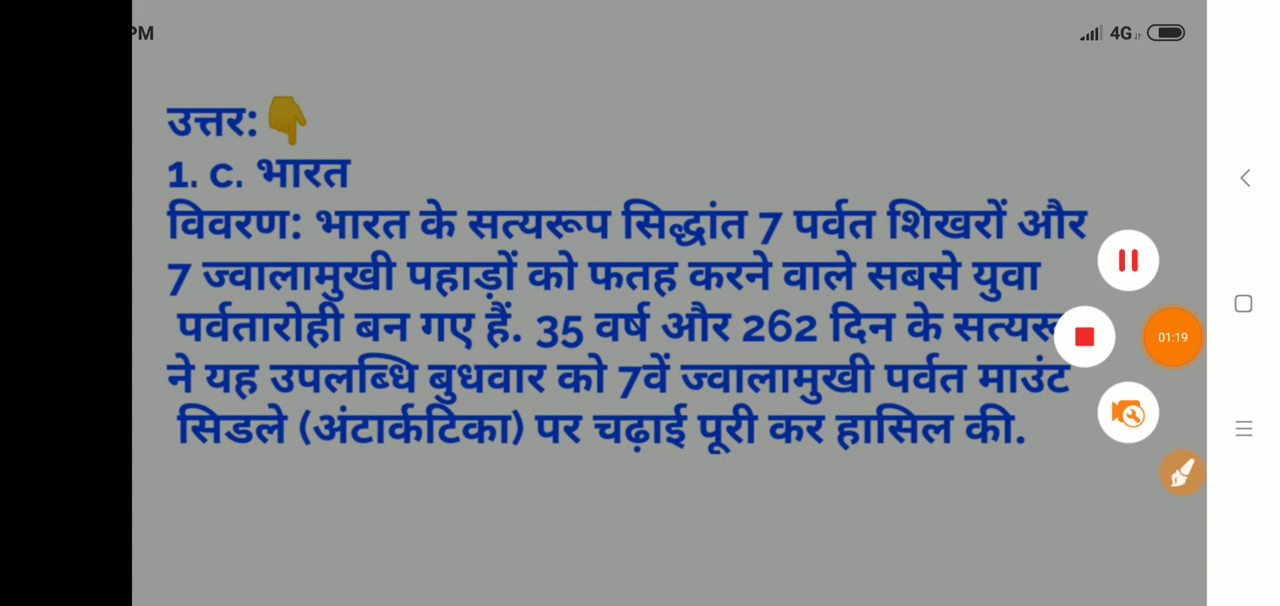 PM
4G
उत्तर:👇
1. C. भारत
विवरण: भारत के सत्यरूप सिद्धांत 7 पर्वत शिखरों और
7 ज्वालामुखी पहाड़ों को फतह करने वाले सबसे युवा
पर्वतारोही बन गए हैं. 35 वर्ष और 262 दिन के
ने यह उपलब्धि बुधवार को 7वें ज्वालामुखी पर्वत माउंट
सिडले (अंटार्कटिका) पर चढ़ाई पूरी कर हासिल की.
01:19